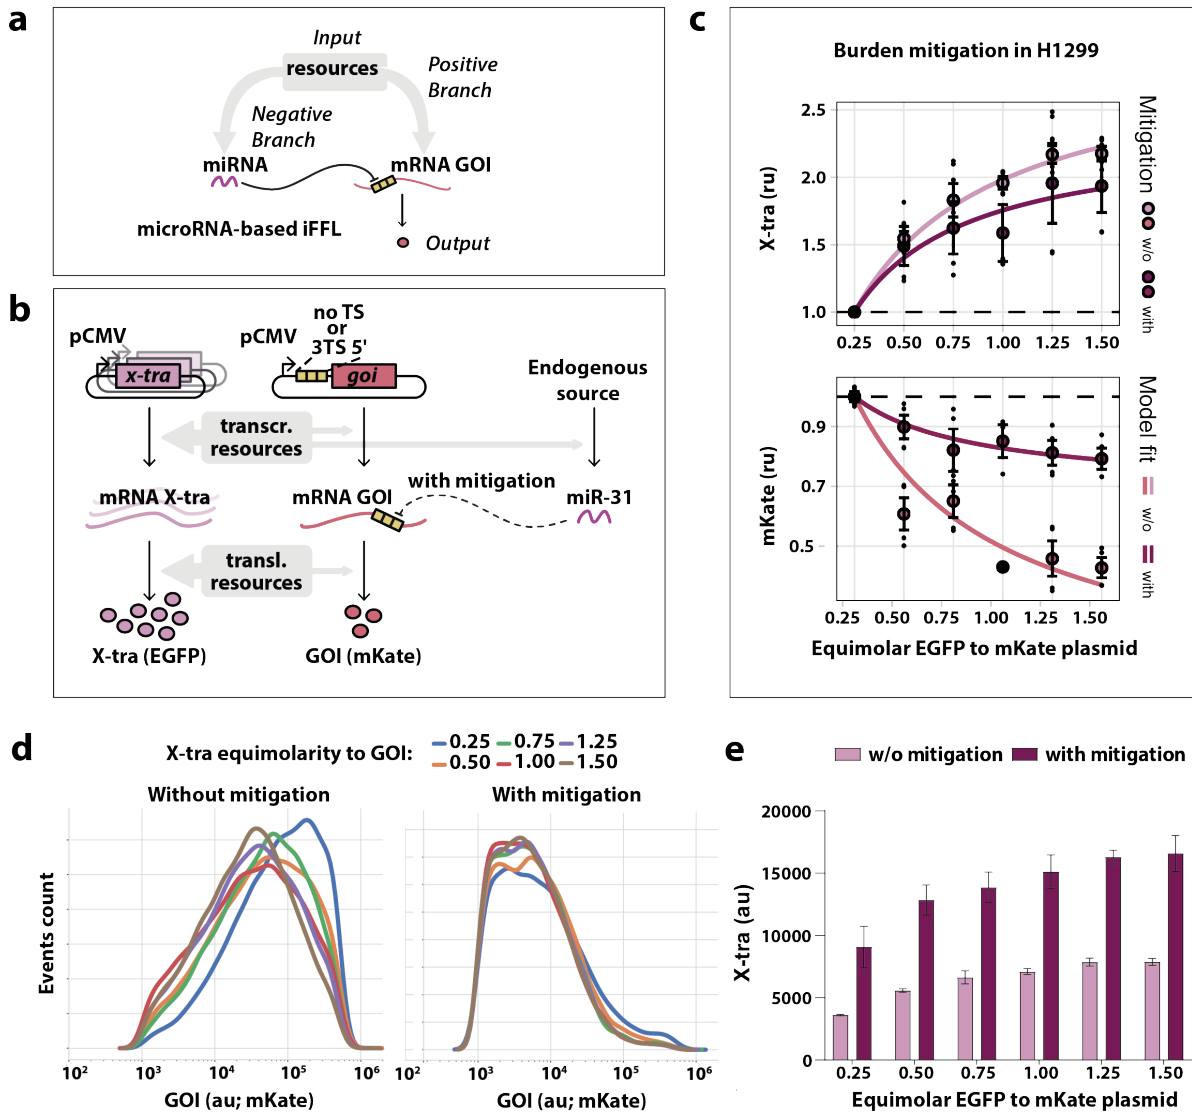 a
Input
resources
Positive
Branch
Negative
Branch
miRNA
mRNA GOI
microRNA-based iFFL
Output
b
pCMV
x-tra
pCMV
no TS
or
3TS 5'
goi
Endogenous
source
transcr.
resources
mRNA X-tra
mRNA GOI
with mitigation
miR-31
transl.
resources
X-tra (EGFP)
GOI (mKate)
c
Burden mitigation in H1299
X-tra (ru)
2.5
2.0
1.5
1.0
0.25 0.50 0.75 1.00 1.25 1.50
Mitigation w/o with
mKate (ru)
0.9
0.7
0.5
0.25 0.50 0.75 1.00 1.25 1.50
Equimolar EGFP to mKate plasmid
Model fit w/o with
d
X-tra equimolarity to GOI:
0.25 0.75 1.25
0.50 1.00 1.50
Without mitigation
With mitigation
Events count
10² 10³ 10⁴ 10⁵ 10⁶
10² 10³ 10⁴ 10⁵ 10⁶
GOI (au; mKate)
GOI (au; mKate)
e
w/o mitigation with mitigation
X-tra (au)
20000
15000
10000
5000
0
0.25 0.50 0.75 1.00 1.25 1.50
Equimolar EGFP to mKate plasmid